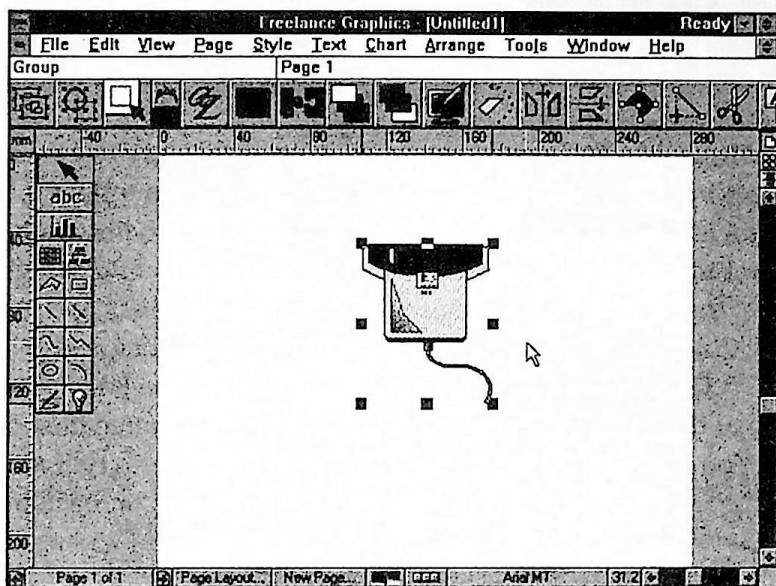 Freelance Graphics - [Untitled1] Ready
File Edit View Page Style Text Chart Arrange Tools Window Help
Group Page 1
mm 40 0 40 80 120 160 200 240 280
abc
40
80
120
160
200
Page 1 of 1 Page Layout... New Page... Arial MT 31.2